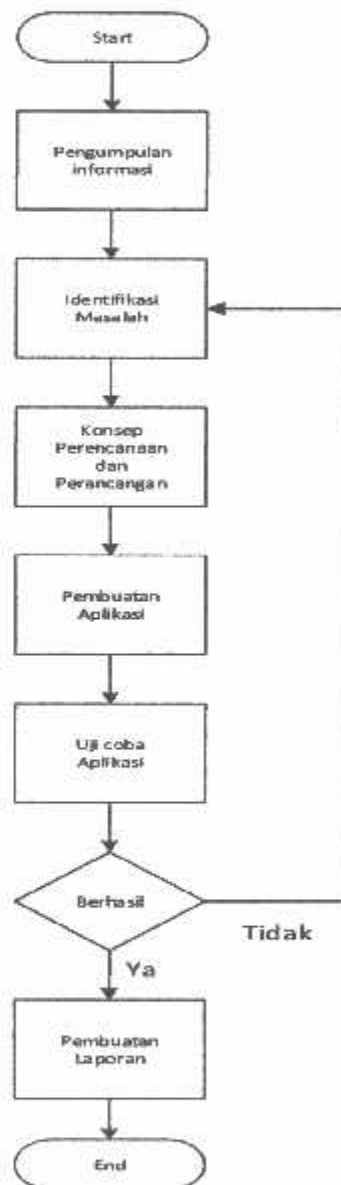 Start
Pengumpulan
informasi
Identifikasi
Masalah
Konsep
Perencanaan
dan
Perancangan
Pembuatan
Aplikasi
Uji coba
Aplikasi
Berhasil
Tidak
Ya
Pembuatan
Laporan
End